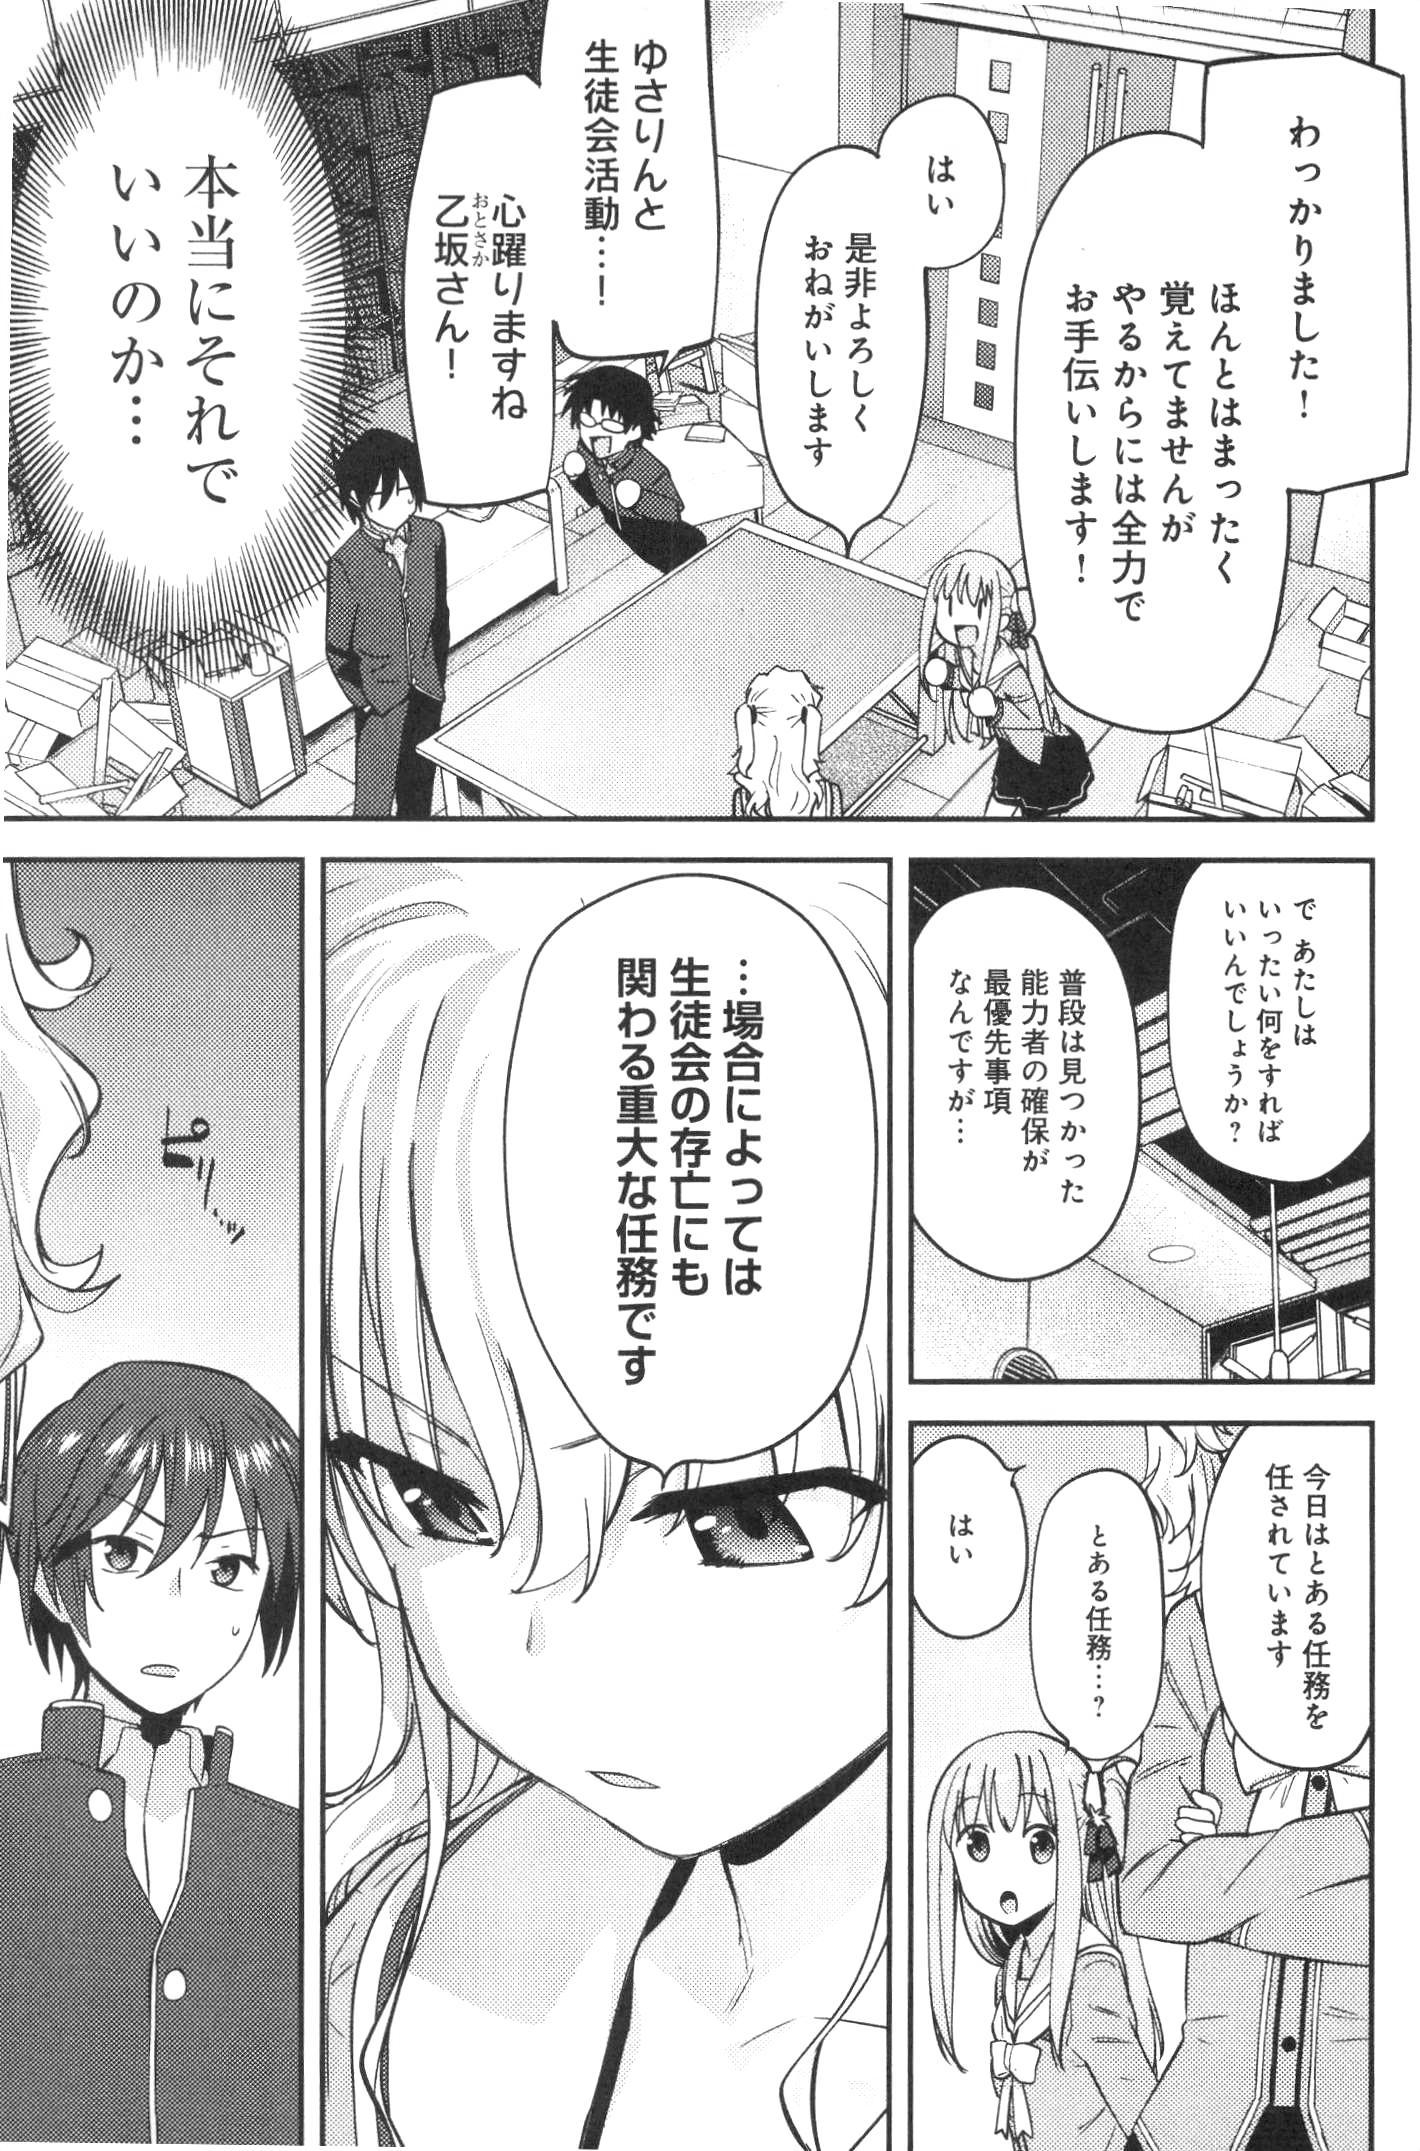 わっかりました！
ほんとはまったく
覚えてませんが
やるからには全力で
お手伝いします！
はい
是非よろしく
おねがいします
ゆさりんと
生徒会活動…！
心躍りますね
乙坂さん！
おとさか
本当にそれで
いいのか…
で あたしは
いったい何をすれば
いいんでしょうか？
普段は見つかった
能力者の確保が
最優先事項
なんですが…
今日はとある任務を
任されています
とある任務…？
はい
…場合によっては
生徒会の存亡にも
関わる重大な任務です
ピリ…ッ